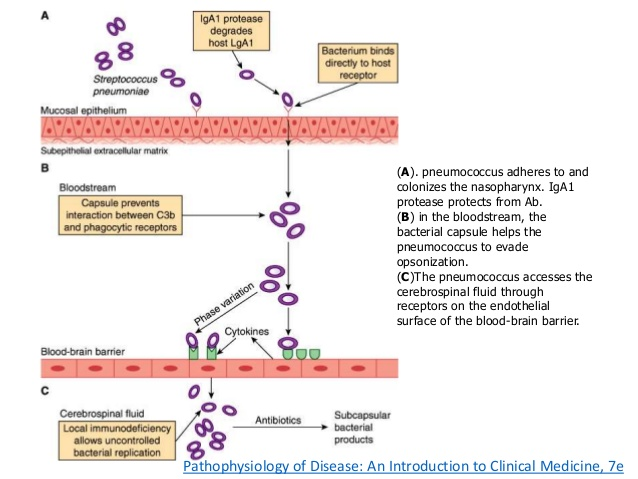 A
IgA1 protease
degrades
host LgA1
Bacterium binds
directly to host
receptor
Streptococcus
pneumoniae
Mucosal epithelium
Subepithelial extracellular matrix
B
Bloodstream
Capsule prevents
interaction between C3b
and phagocytic receptors
Phase variation
Cytokines
Blood-brain barrier
C
Cerebrospinal fluid
Local immunodeficiency
allows uncontrolled
bacterial replication
Antibiotics
Subcapsular
bacterial
products
(A). pneumococcus adheres to and
colonizes the nasopharynx. IgA1
protease protects from Ab.
(B) in the bloodstream, the
bacterial capsule helps the
pneumococcus to evade
opsonization.
(C)The pneumococcus accesses the
cerebrospinal fluid through
receptors on the endothelial
surface of the blood-brain barrier.
Pathophysiology of Disease: An Introduction to Clinical Medicine, 7e